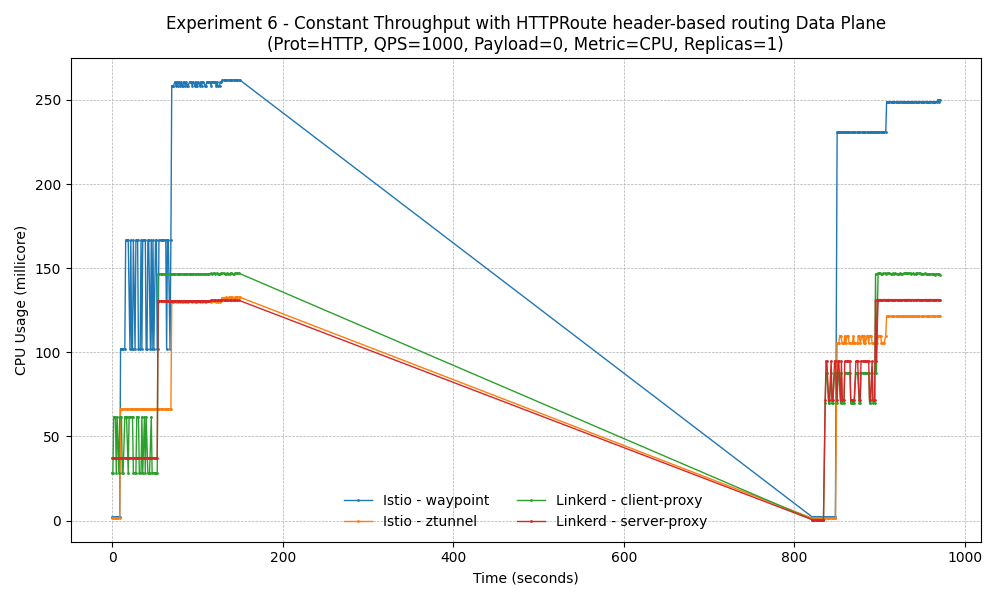 Experiment 6 - Constant Throughput with HTTPRoute header-based routing Data Plane
(Prot=HTTP, QPS=1000, Payload=0, Metric=CPU, Replicas=1)
CPU Usage (millicore)
250
200
150
100
50
0
Istio - waypoint
Istio - ztunnel
Linkerd - client-proxy
Linkerd - server-proxy
0 200 400 600 800 1000
Time (seconds)